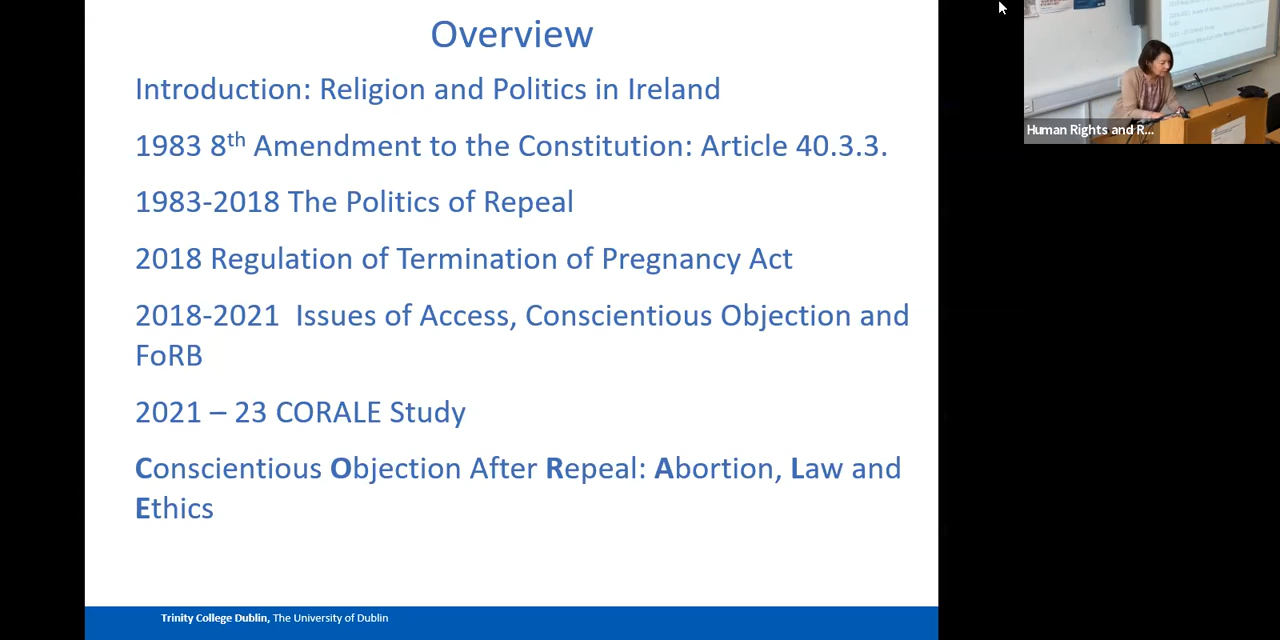 Overview
Introduction: Religion and Politics in Ireland
1983 8th Amendment to the Constitution: Article 40.3.3.
1983-2018 The Politics of Repeal
2018 Regulation of Termination of Pregnancy Act
2018-2021 Issues of Access, Conscientious Objection and
FoRB
2021 – 23 CORALE Study
Conscientious Objection After Repeal: Abortion, Law and
Ethics
Trinity College Dublin, The University of Dublin
Human Rights and R...